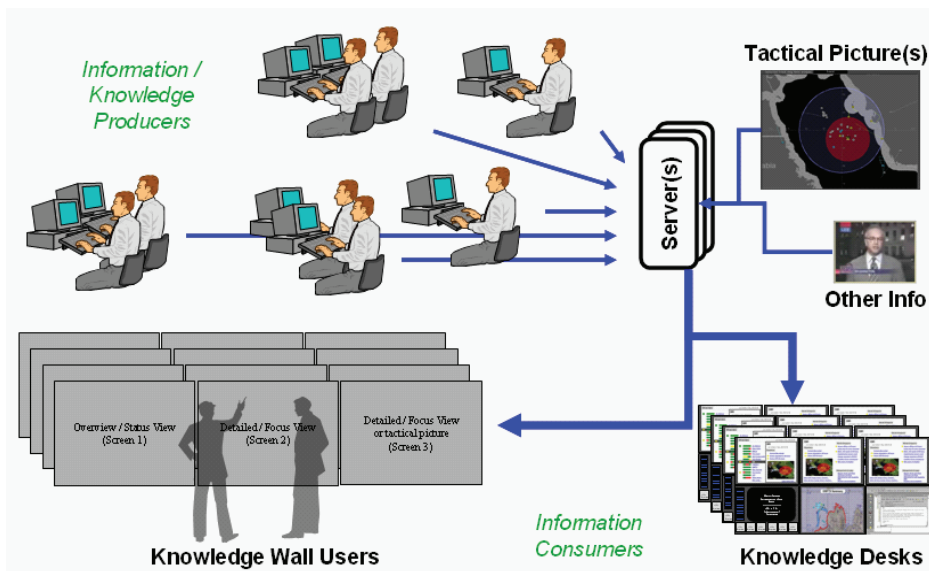 Information /
Knowledge
Producers
Tactical Picture(s)
Server(s)
Other Info
Overview / Status View
(Screen 1)
Detailed / Focus View
(Screen 2)
Detailed / Focus View
or tactical picture
(Screen 3)
Knowledge Wall Users
Information
Consumers
Knowledge Desks